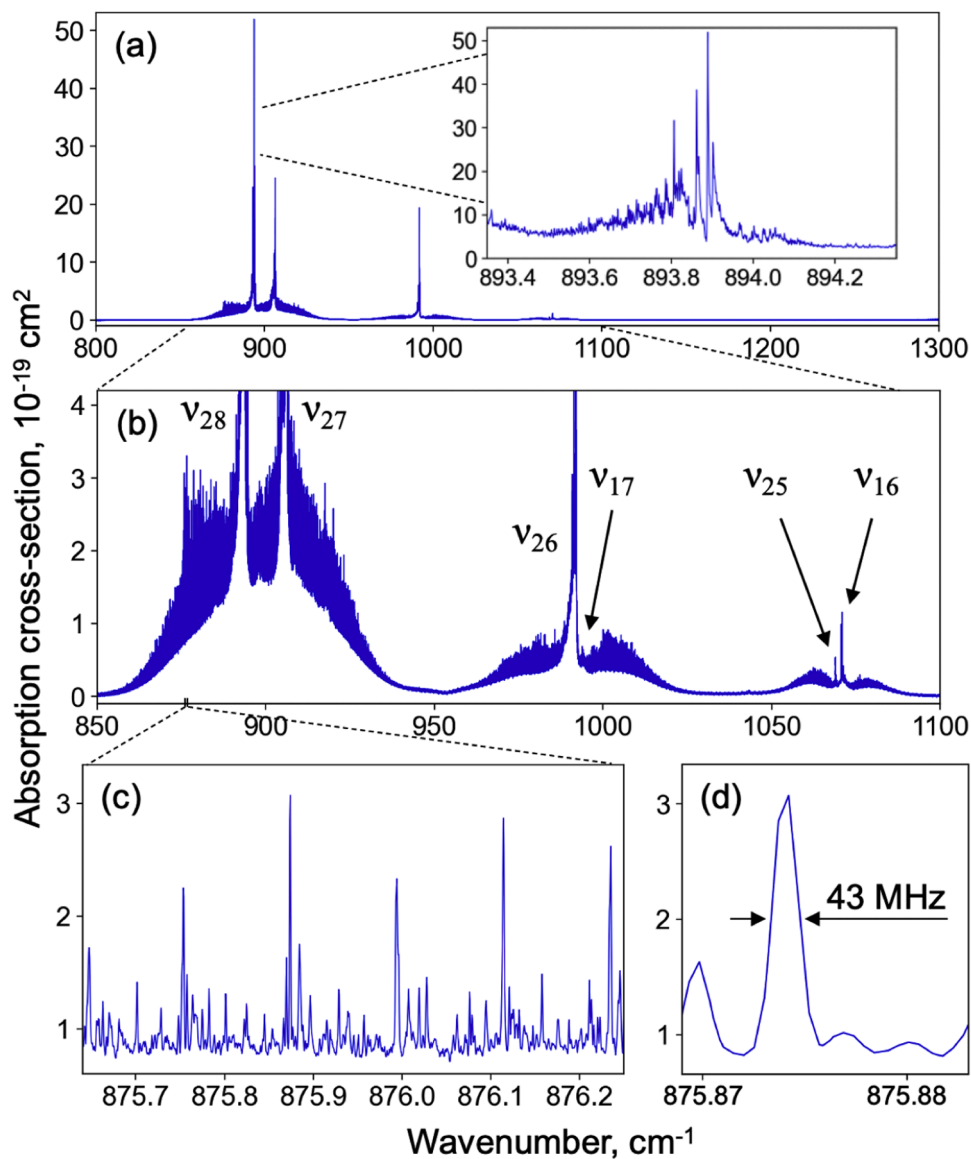 Absorption cross-section, 10⁻¹⁹ cm²
(a)
50
40
30
20
10
0
800 900 1000 1100 1200 1300
50
40
30
20
10
0
893.4 893.6 893.8 894.0 894.2
(b)
4
3
2
1
0
ν₂₈ ν₂₇
ν₂₆ ν₁₇
ν₂₅ ν₁₆
850 900 950 1000 1050 1100
(c)
3
2
1
875.7 875.8 875.9 876.0 876.1 876.2
(d)
3
2
1
43 MHz
875.87 875.88
Wavenumber, cm⁻¹